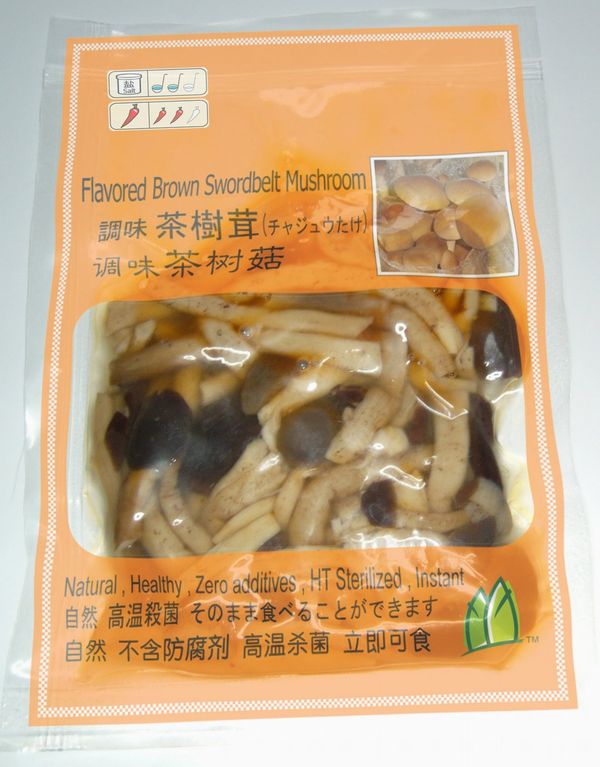 盐
Salt
Flavored Brown Swordbelt Mushroom
調味 茶樹茸(チャジュウたけ)
调味茶树菇
Natural , Healthy , Zero additives , HT Sterilized , Instant
自然 高温殺菌 そのまま食べることができます
自然 不含防腐剂 高温杀菌 立即可食
TM